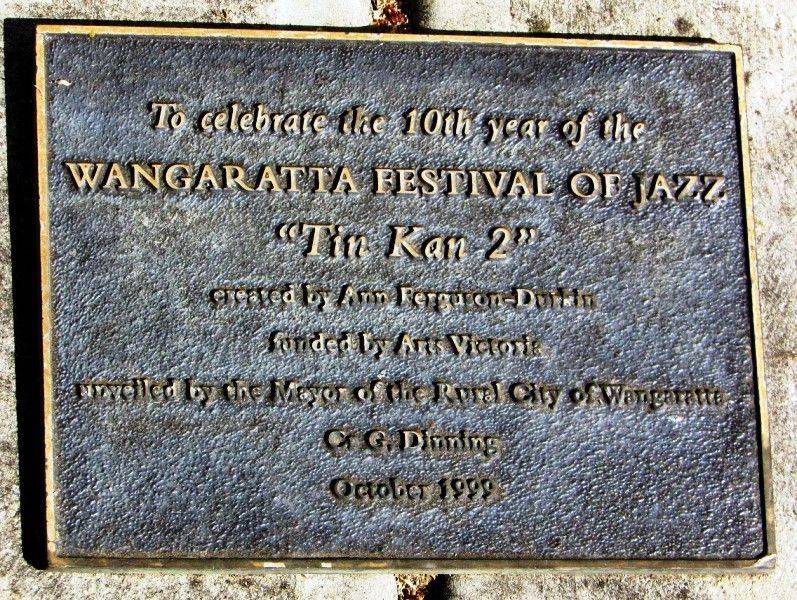 To celebrate the 10th year of the
WANGARATTA FESTIVAL OF JAZZ
“Tin Kan 2”
created by Ann Ferguson-Durkin
funded by Arts Victoria
unveiled by the Mayor of the Rural City of Wangaratta
Cr G. Dinning
October 1999